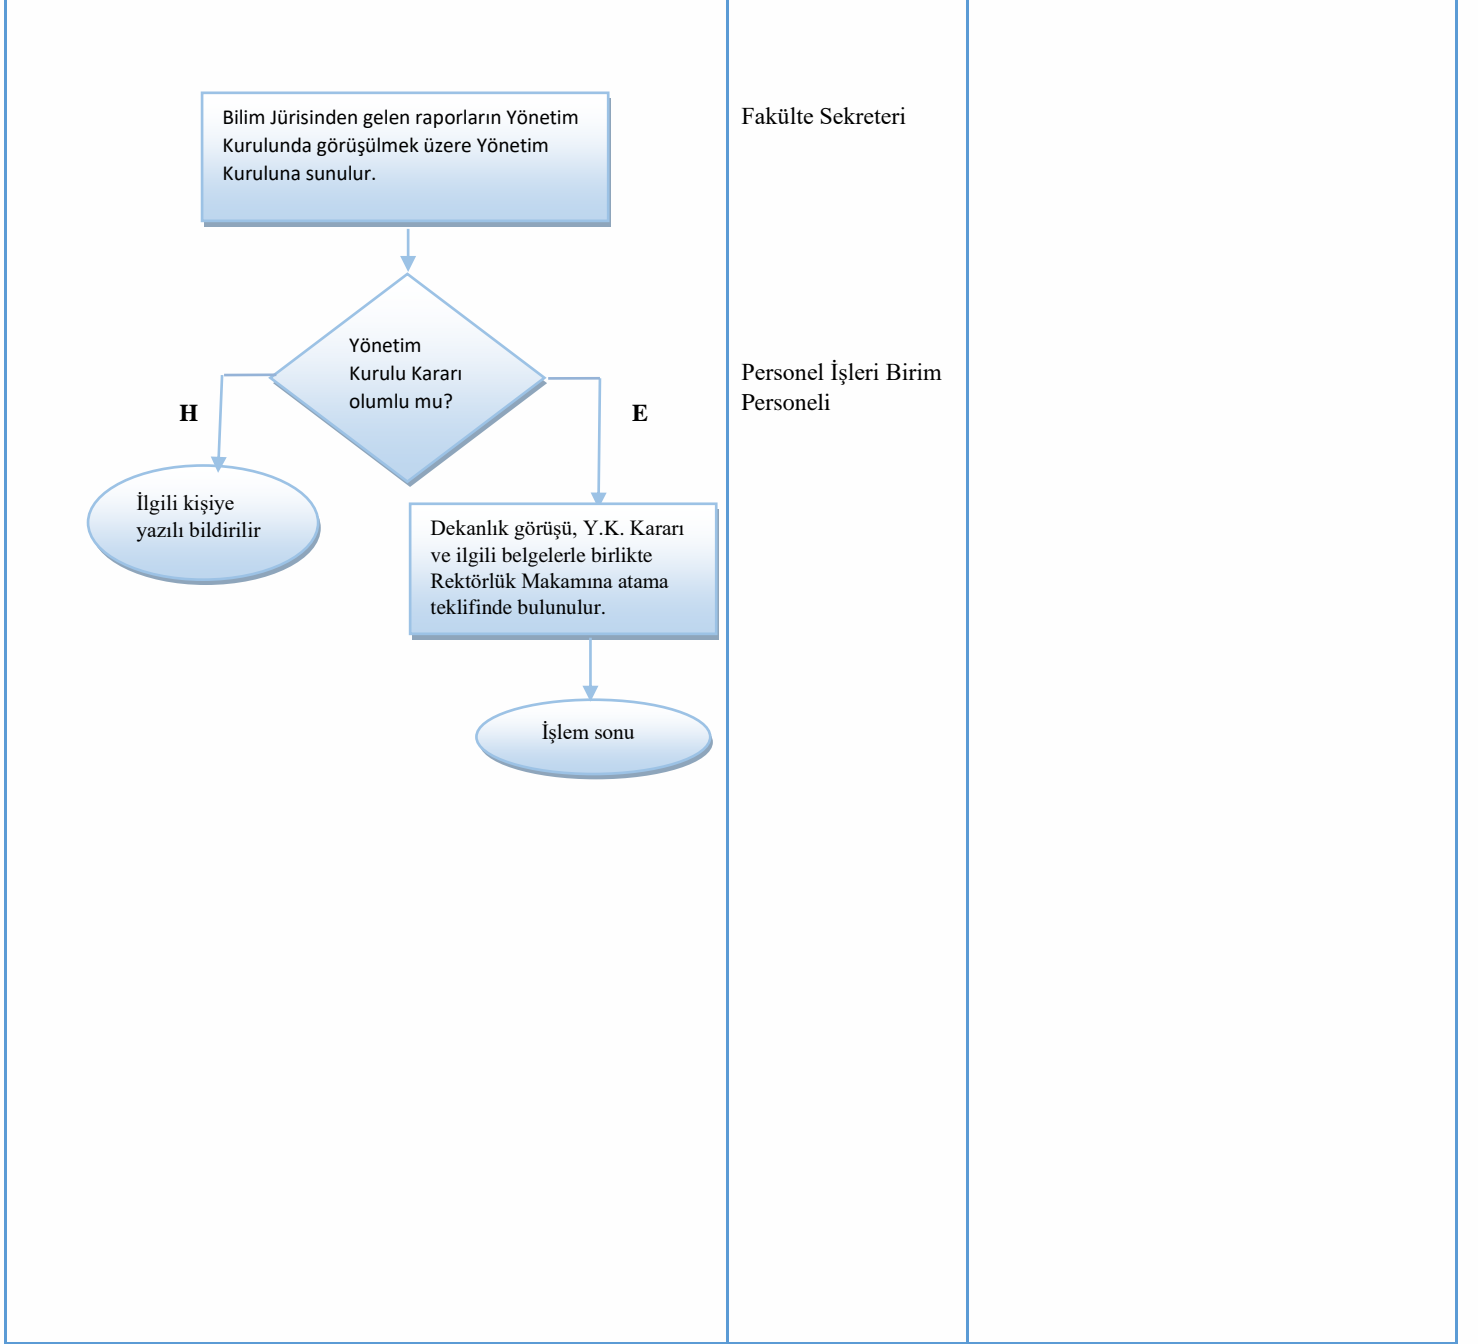 Bilim Jürisinden gelen raporların Yönetim
Kurulunda görüşülmek üzere Yönetim
Kuruluna sunulur.
Fakülte Sekreteri
Yönetim
Kurulu Kararı
olumlu mu?
Personel İşleri Birim
Personeli
H
E
İlgili kişiye
yazılı bildirilir
Dekanlık görüşü, Y.K. Kararı
ve ilgili belgelerle birlikte
Rektörlük Makamına atama
teklifinde bulunulur.
İşlem sonu